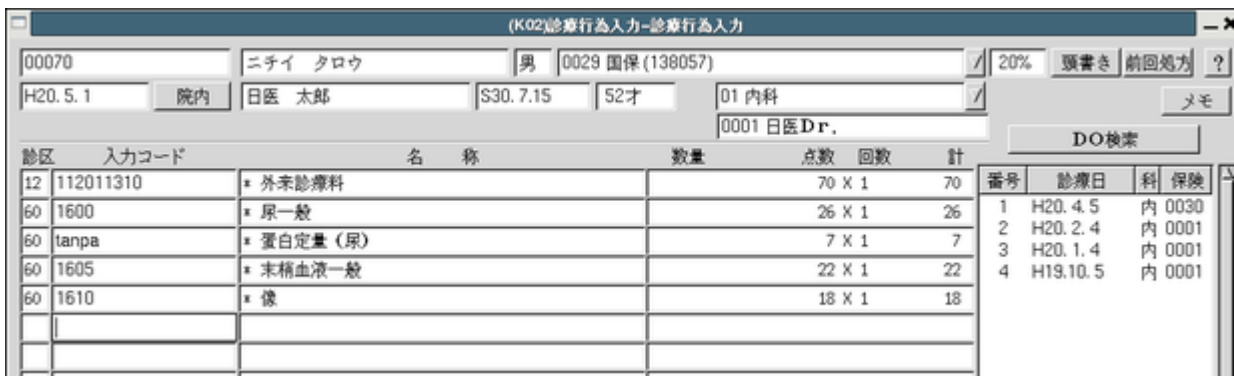 (K02)診療行為入力-診療行為入力
00070 ニチイ タロウ 男 0029 国保(138057) 20% 頭書き 前回処方 ?
H20. 5. 1 院内 日医 太郎 S30. 7.15 52才 01 内科 メモ
0001 日医Dr.
DO検索
診区 入力コード 名 称 数量 点数 回数 計
12 112011310 * 外来診療料 70 X 1 70
60 1600 * 尿一般 26 X 1 26
60 tanpa * 蛋白定量(尿) 7 X 1 7
60 1605 * 末梢血液一般 22 X 1 22
60 1610 * 像 18 X 1 18
番号 診療日 科 保険
1 H20. 4. 5 内 0030
2 H20. 2. 4 内 0001
3 H20. 1. 4 内 0001
4 H19.10. 5 内 0001